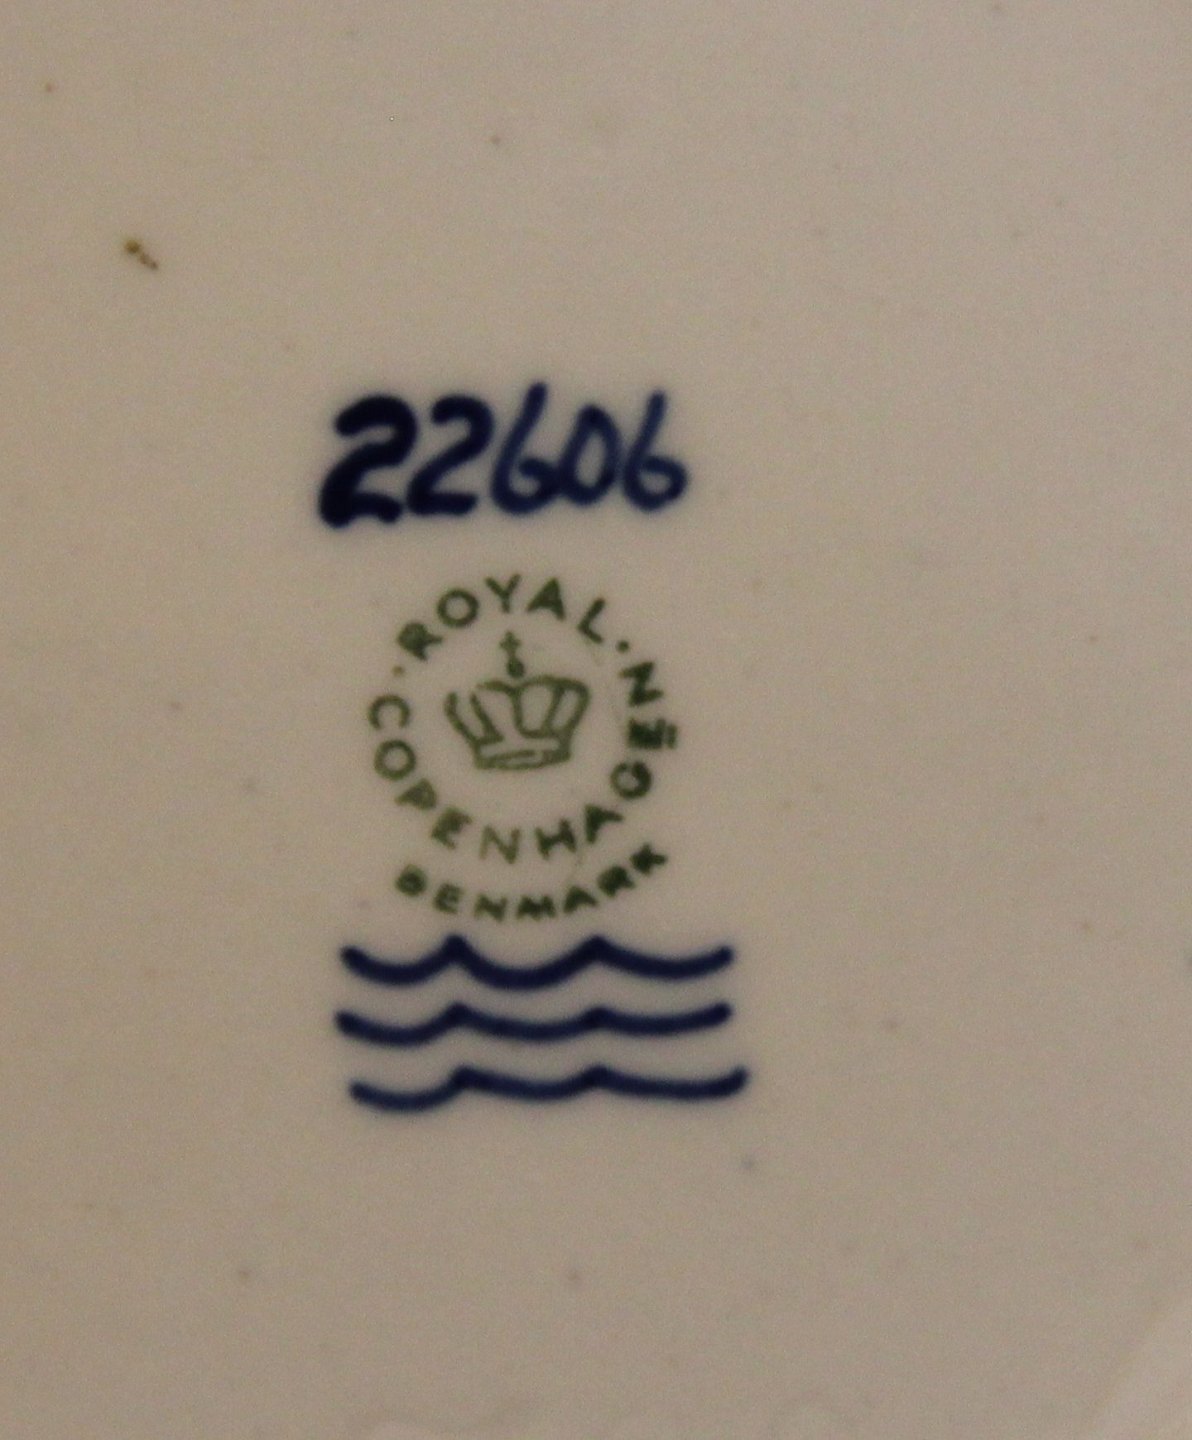 22606
ROYAL·
COPENHAGEN
DENMARK